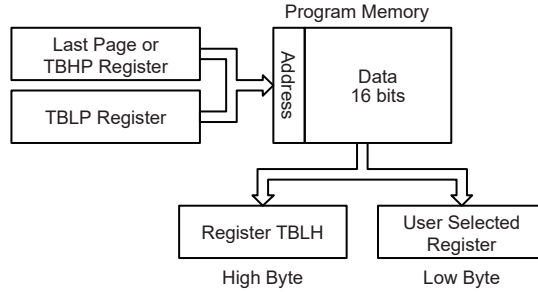 Program Memory
Last Page or
TBHP Register
TBLP Register
Address
Data
16 bits
Register TBLH
User Selected
Register
High Byte
Low Byte